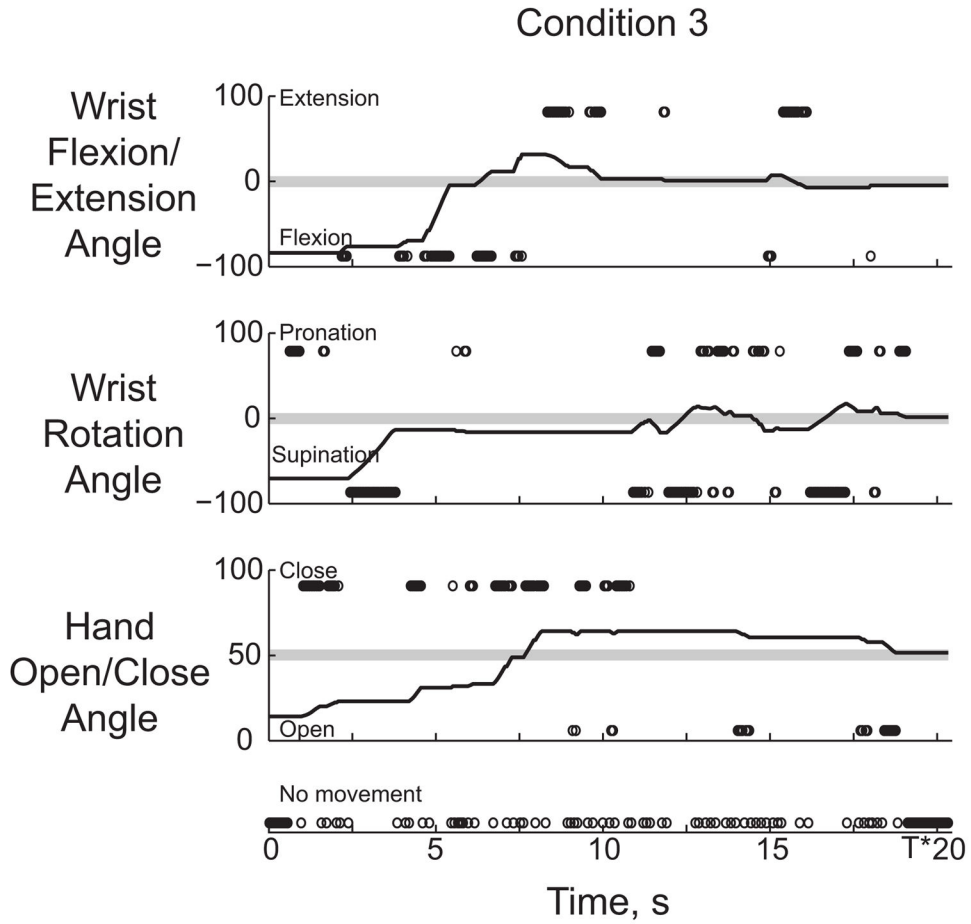 Condition 3
Wrist
Flexion/
Extension
Angle
100
0
−100
Extension
Flexion
Wrist
Rotation
Angle
100
0
−100
Pronation
Supination
Hand
Open/Close
Angle
100
50
0
Close
Open
No movement
0 5 10 15 T* 20
Time, s